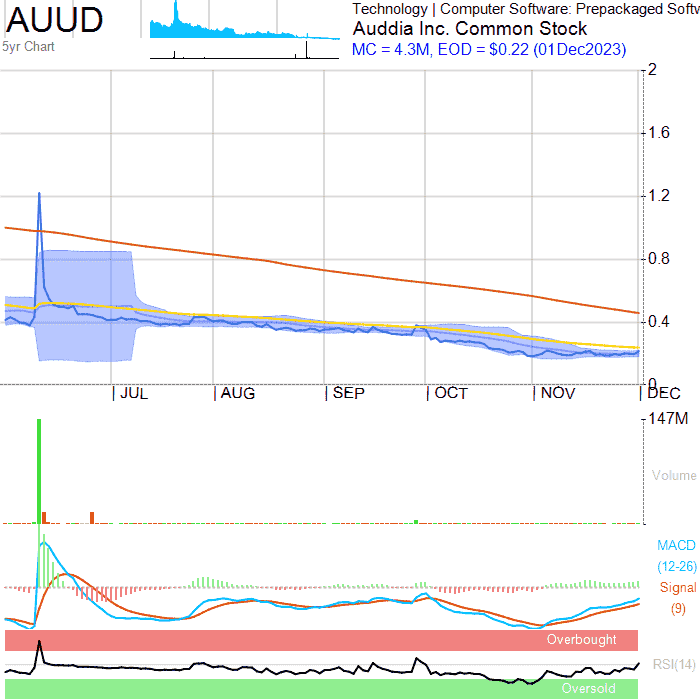 AUUD
5yr Chart
Technology | Computer Software: Prepackaged Softw
Auddia Inc. Common Stock
MC = 4.3M, EOD = $0.22 (01Dec2023)
2
1.6
1.2
0.8
0.4
0
JUL AUG SEP OCT NOV DEC
147M
Volume
MACD
(12-26)
Signal
(9)
Overbought
RSI(14)
Oversold